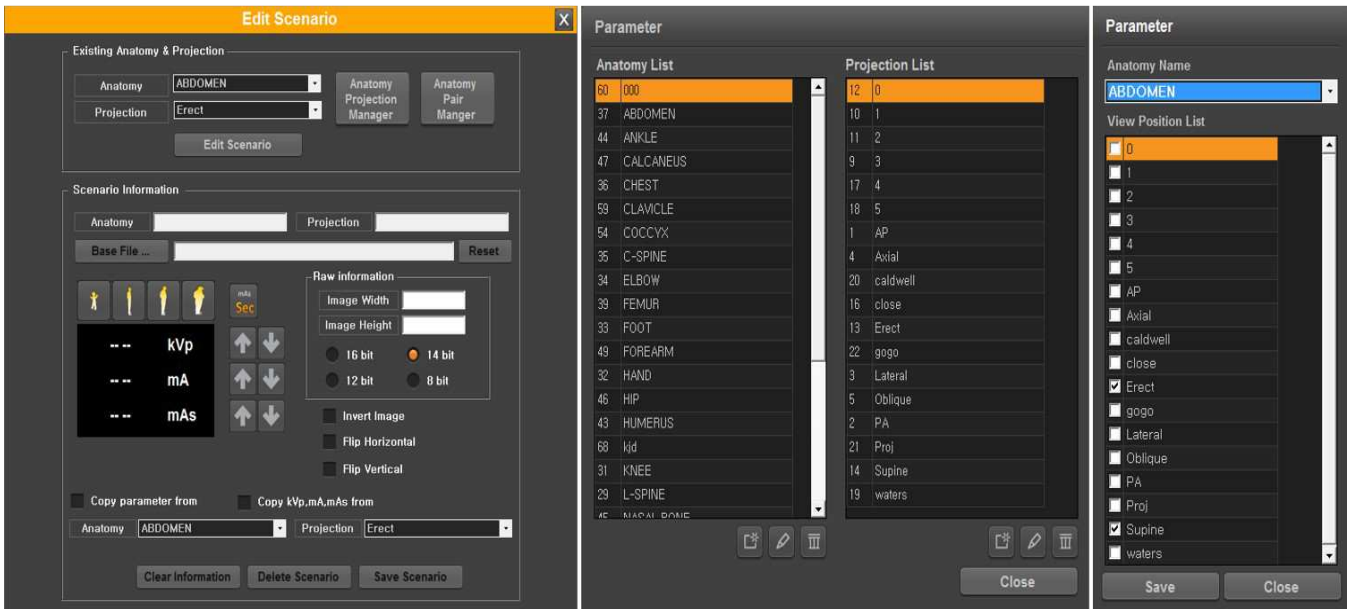 Edit Scenario
X
Existing Anatomy & Projection
Anatomy ABDOMEN
Projection Erect
Anatomy Projection Manager
Anatomy Pair Manger
Edit Scenario
Scenario Information
Anatomy Projection
Base File ... Reset
mAs
Sec
-- -- kVp
-- -- mA
-- -- mAs
Raw information
Image Width
Image Height
16 bit 14 bit
12 bit 8 bit
Invert Image
Flip Horizontal
Flip Vertical
Copy parameter from Copy kVp,mA,mAs from
Anatomy ABDOMEN Projection Erect
Clear Information Delete Scenario Save Scenario
Parameter
Anatomy List
60 000
37 ABDOMEN
44 ANKLE
47 CALCANEUS
36 CHEST
59 CLAVICLE
54 COCCYX
35 C-SPINE
34 ELBOW
39 FEMUR
33 FOOT
49 FOREARM
32 HAND
46 HIP
43 HUMERUS
68 kjd
31 KNEE
29 L-SPINE
45 NASAL BONE
Projection List
12 0
10 1
11 2
9 3
17 4
18 5
1 AP
4 Axial
20 caldwell
16 close
13 Erect
22 gogo
3 Lateral
5 Oblique
2 PA
21 Proj
14 Supine
19 waters
Close
Parameter
Anatomy Name
ABDOMEN
View Position List
0
1
2
3
4
5
AP
Axial
caldwell
close
Erect
gogo
Lateral
Oblique
PA
Proj
Supine
waters
Save Close